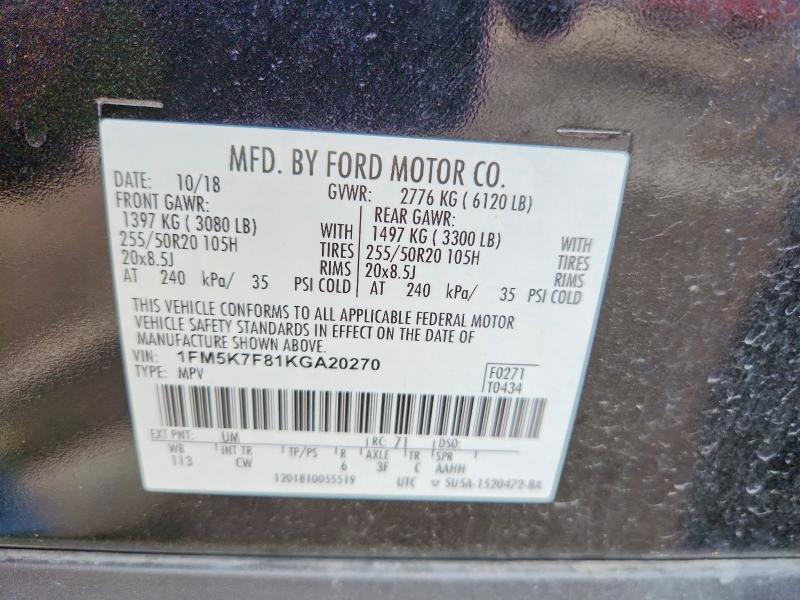 MFD. BY FORD MOTOR CO.
DATE: 10/18 GVWR: 2776 KG ( 6120 LB)
FRONT GAWR: REAR GAWR:
1397 KG ( 3080 LB) WITH 1497 KG ( 3300 LB) WITH
255/50R20 105H TIRES 255/50R20 105H TIRES
20x8.5J RIMS 20x8.5J RIMS
AT 240 kPa/ 35 PSI COLD AT 240 kPa/ 35 PSI COLD
THIS VEHICLE CONFORMS TO ALL APPLICABLE FEDERAL MOTOR
VEHICLE SAFETY STANDARDS IN EFFECT ON THE DATE OF
MANUFACTURE SHOWN ABOVE.
VIN: 1FM5K7F81KGA20270 F0271
TYPE: MPV T0434
EXT PNT: UM RC: 71 DSO:
WB INT TR TP/PS R AXLE TR SPR
113 CW 6 3F C AAHH
1201810055519 UTC ▽ SU5A-1520472-BA